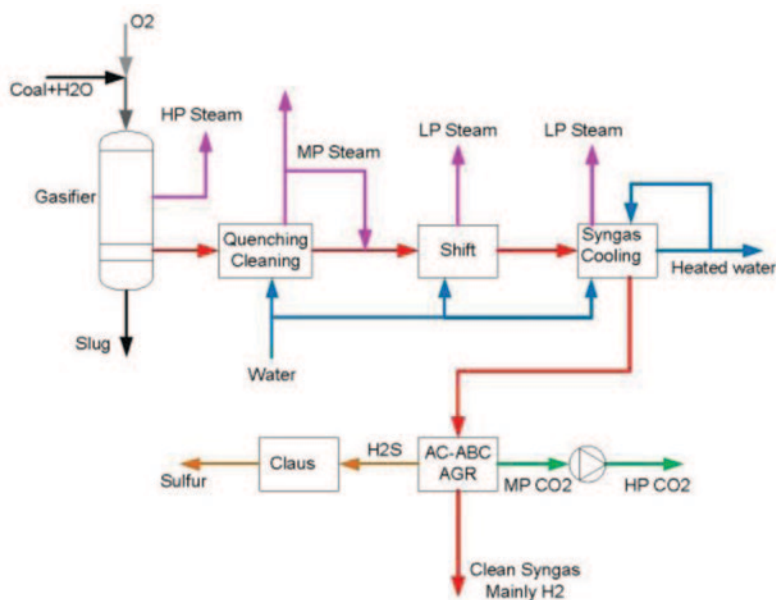 O2
Coal+H2O
HP Steam
MP Steam
LP Steam
LP Steam
Gasifier
Quenching
Cleaning
Shift
Syngas
Cooling
Heated water
Slug
Water
Claus
H2S
AC-ABC
AGR
Sulfur
MP CO2
HP CO2
Clean Syngas
Mainly H2